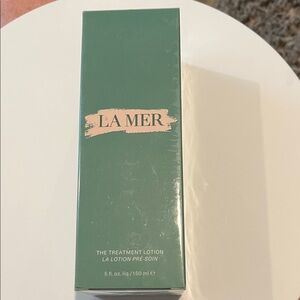 LA MER
THE TREATMENT LOTION
LA LOTION PRÉ-SOIN
5 fl. oz. liq / 150 ml ℮